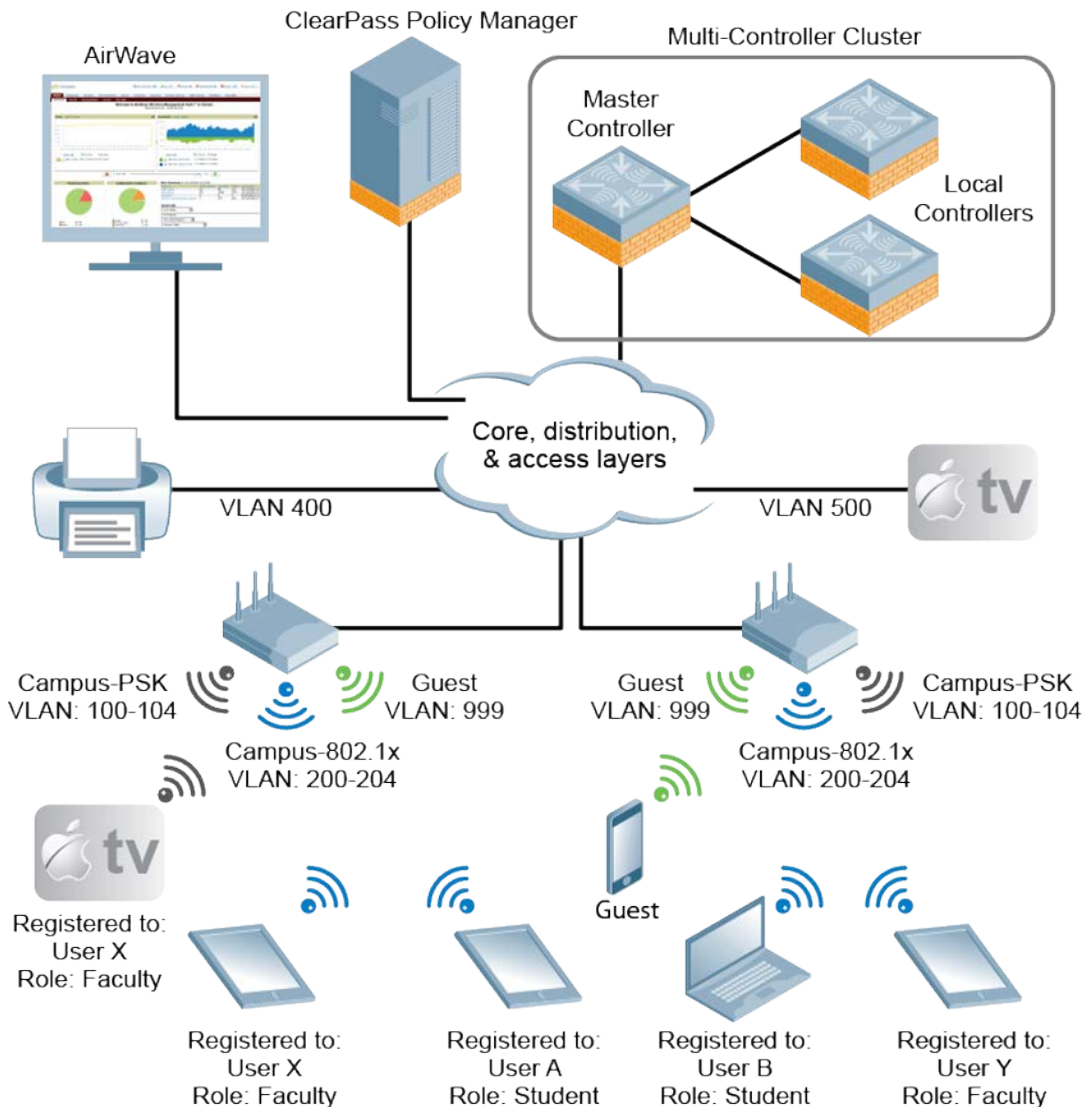 ClearPass Policy Manager
AirWave
Multi-Controller Cluster
Master
Controller
Local
Controllers
Core, distribution,
& access layers
VLAN 400
VLAN 500
tv
Campus-PSK
VLAN: 100-104
Guest
VLAN: 999
Guest
VLAN: 999
Campus-PSK
VLAN: 100-104
Campus-802.1x
VLAN: 200-204
Campus-802.1x
VLAN: 200-204
tv
Guest
Registered to:
User X
Role: Faculty
Registered to:
User X
Role: Faculty
Registered to:
User A
Role: Student
Registered to:
User B
Role: Student
Registered to:
User Y
Role: Faculty